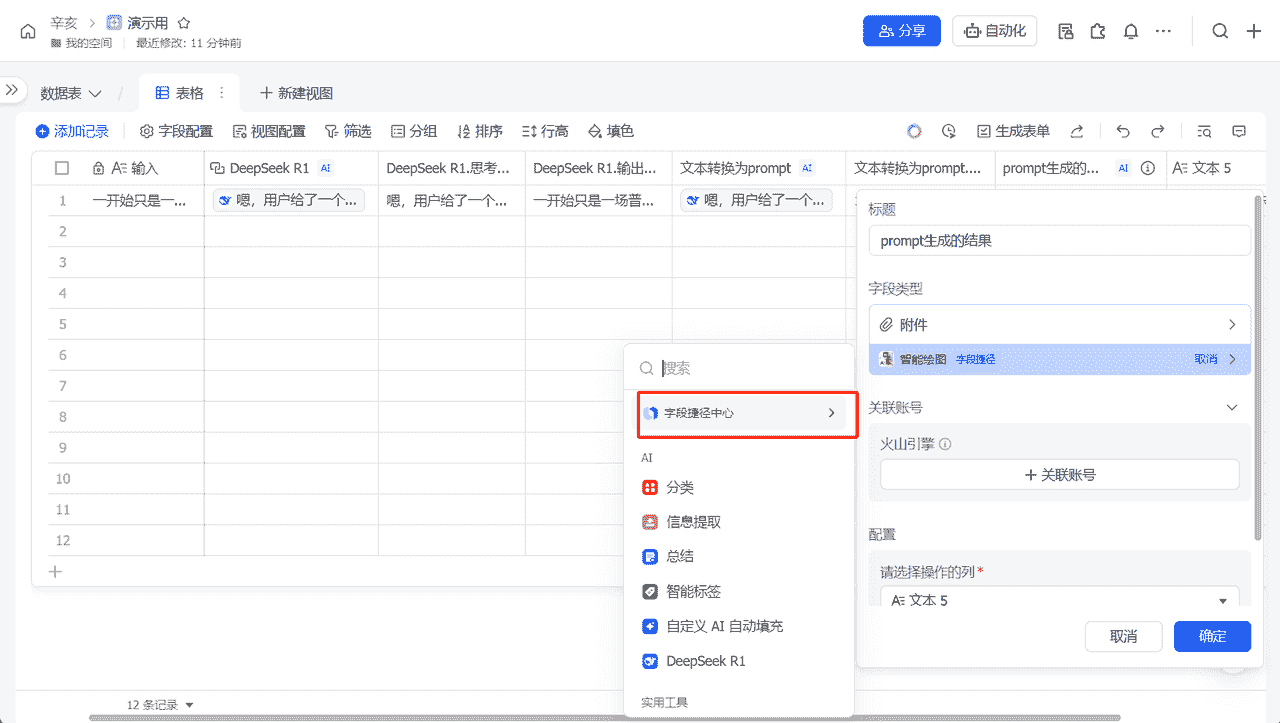 辛亥 演示用
我的空间 最近修改: 11 分钟前
分享 自动化
数据表 / 表格 新建视图
添加记录 字段配置 视图配置 筛选 分组 排序 行高 填色 生成表单
输入 DeepSeek R1 AI DeepSeek R1.思考... DeepSeek R1.输出... 文本转换为prompt AI 文本转换为prompt.... prompt生成的... AI 文本 5
1 一开始只是一... 嗯，用户给了一个... 嗯，用户给了一个... 一开始只是一场普... 嗯，用户给了一个...
2
3
4
5
6
7
8
9
10
11
12
12 条记录
搜索
字段捷径中心
AI
分类
信息提取
总结
智能标签
自定义 AI 自动填充
DeepSeek R1
实用工具
标题
prompt生成的结果
字段类型
附件
智能绘图 字段捷径 取消
关联账号
火山引擎
关联账号
配置
请选择操作的列*
文本 5
取消 确定